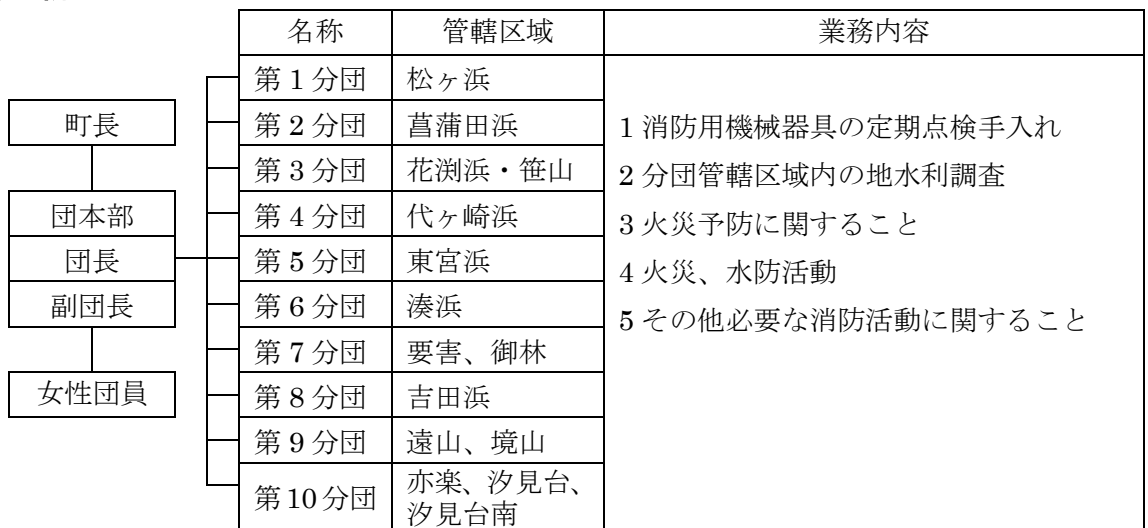 名称 管轄区域 業務内容
町長
団本部
団長
副団長
女性団員
第1分団 松ヶ浜
第2分団 菖蒲田浜
第3分団 花渕浜・笹山
第4分団 代ヶ崎浜
第5分団 東宮浜
第6分団 湊浜
第7分団 要害、御林
第8分団 吉田浜
第9分団 遠山、境山
第10分団 亦楽、汐見台、
汐見台南
1 消防用機械器具の定期点検手入れ
2 分団管轄区域内の地水利調査
3 火災予防に関すること
4 火災、水防活動
5 その他必要な消防活動に関すること